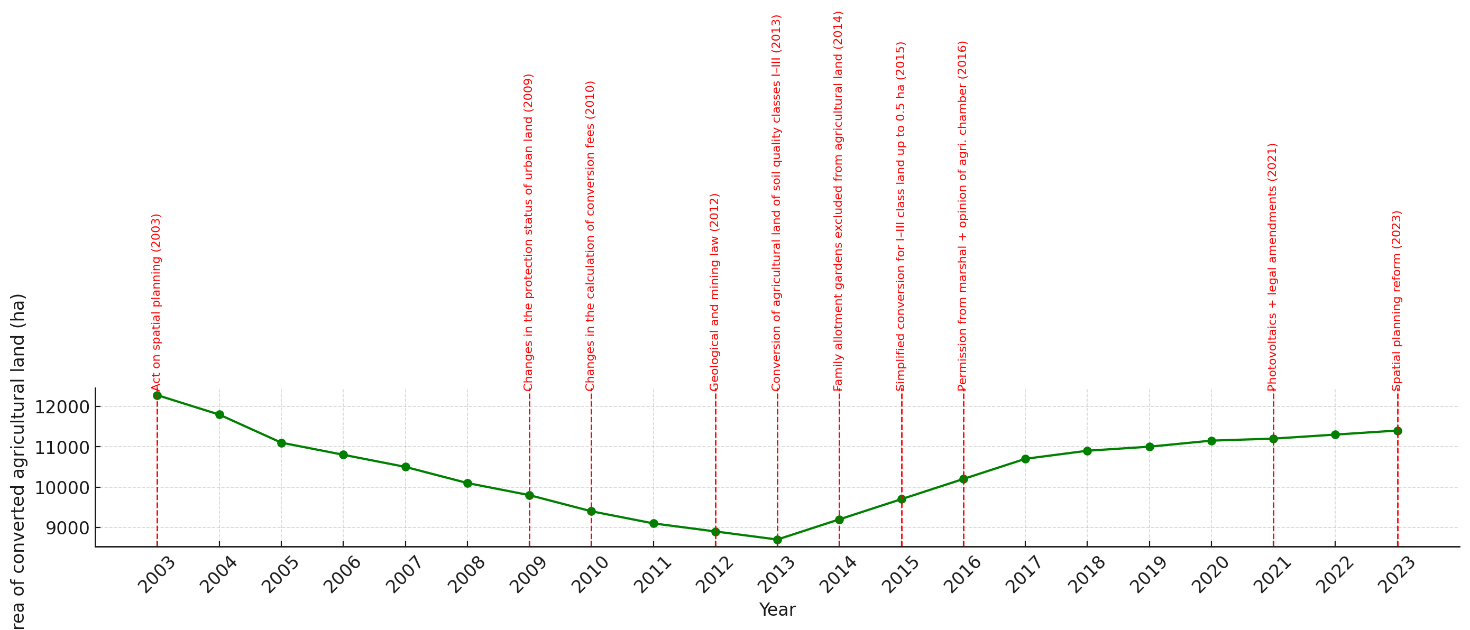 Act on spatial planning (2003)
Changes in the protection status of urban land (2009)
Changes in the calculation of conversion fees (2010)
Geological and mining law (2012)
Conversion of agricultural land of soil quality classes I–III (2013)
Family allotment gardens excluded from agricultural land (2014)
Simplified conversion for I–III class land up to 0.5 ha (2015)
Permission from marshal + opinion of agri. chamber (2016)
Photovoltaics + legal amendments (2021)
Spatial planning reform (2023)
rea of converted agricultural land (ha)
12000
11000
10000
9000
2003
2004
2005
2006
2007
2008
2009
2010
2011
2012
2013
2014
2015
2016
2017
2018
2019
2020
2021
2022
2023
Year